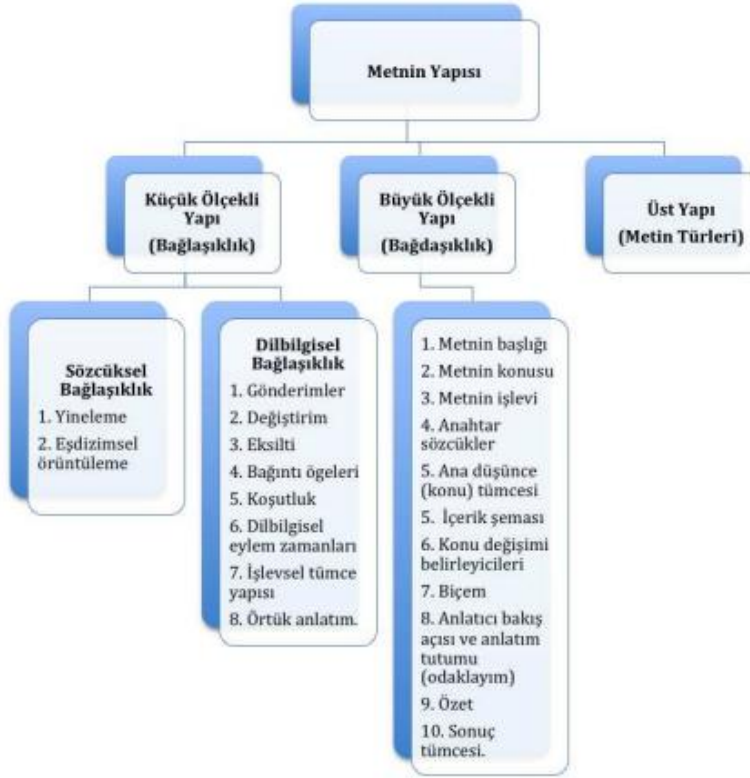 Metnin Yapısı
Küçük Ölçekli
Yapı
(Bağlaşıklık)
Büyük Ölçekli
Yapı
(Bağdaşıklık)
Üst Yapı
(Metin Türleri)
Sözcüksel
Bağlaşıklık
1. Yineleme
2. Eşdizimsel
örüntüleme
Dilbilgisel
Bağlaşıklık
1. Gönderimler
2. Değiştirim
3. Eksilti
4. Bağıntı ögeleri
5. Koşutluk
6. Dilbilgisel
eylem zamanları
7. İşlevsel tümce
yapısı
8. Örtük anlatım.
1. Metnin başlığı
2. Metnin konusu
3. Metnin işlevi
4. Anahtar
sözcükler
5. Ana düşünce
(konu) tümcesi
5. İçerik şeması
6. Konu değişimi
belirleyicileri
7. Biçem
8. Anlatıcı bakış
açısı ve anlatım
tutumu
(odaklayım)
9. Özet
10. Sonuç
tümcesi.